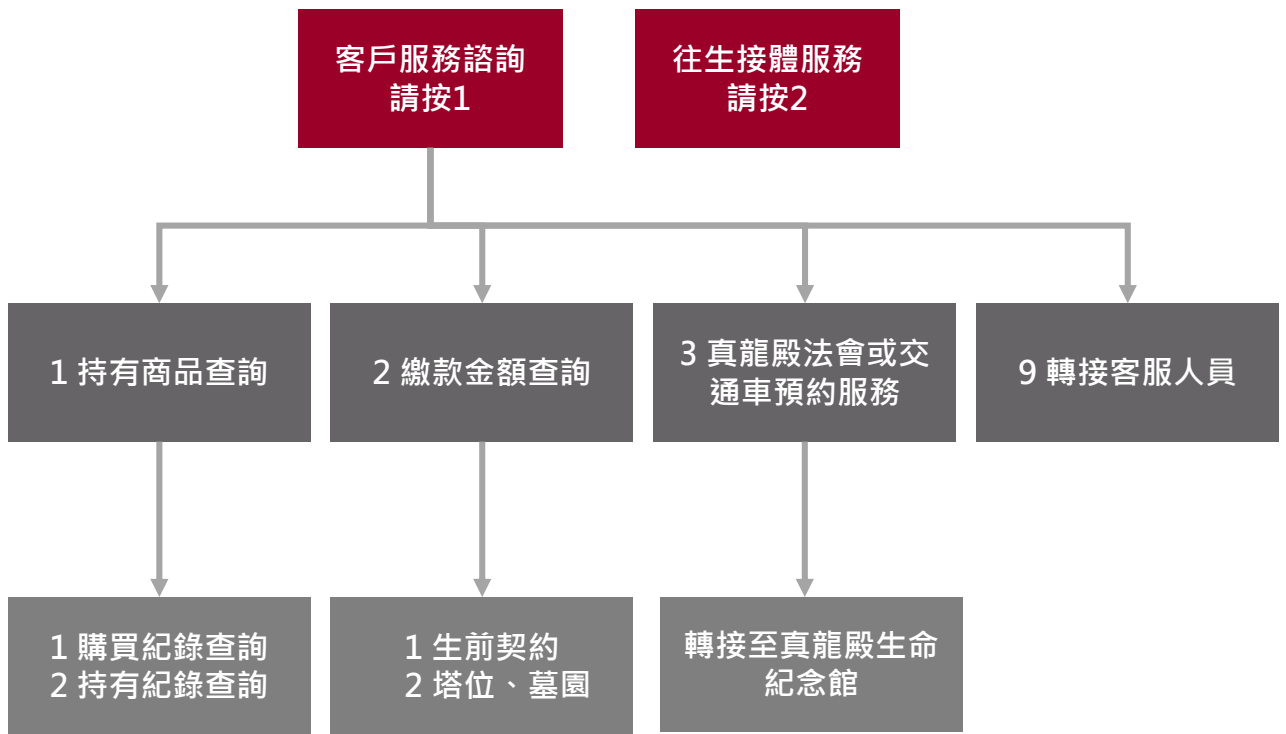 客戶服務諮詢
請按1
往生接體服務
請按2
1 持有商品查詢
2 繳款金額查詢
3 真龍殿法會或交
通車預約服務
9 轉接客服人員
1 購買紀錄查詢
2 持有紀錄查詢
1 生前契約
2 塔位、墓園
轉接至真龍殿生命
紀念館